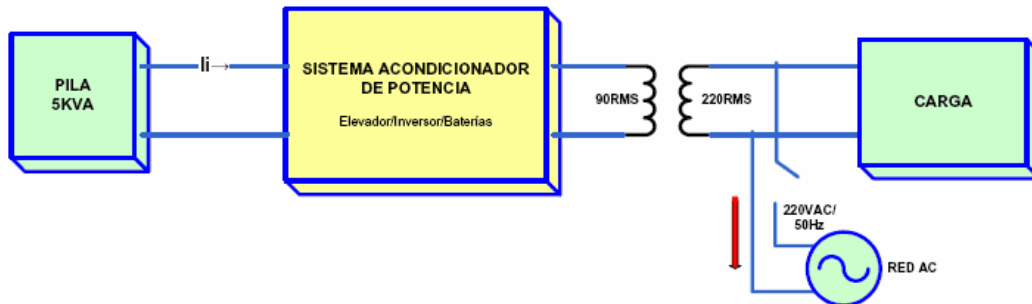 PILA
5KVA
Ii→
SISTEMA ACONDICIONADOR
DE POTENCIA
Elevador/Inversor/Baterías
90RMS
220RMS
CARGA
220VAC/
50Hz
RED AC